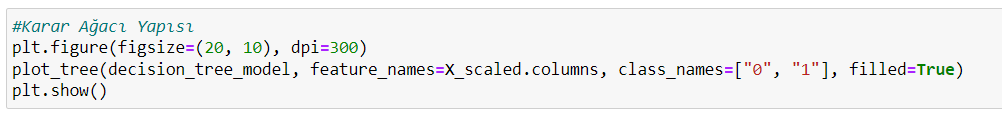 #Karar Ağacı Yapısı
plt.figure(figsize=(20, 10), dpi=300)
plot_tree(decision_tree_model, feature_names=X_scaled.columns, class_names=["0", "1"], filled=True)
plt.show()